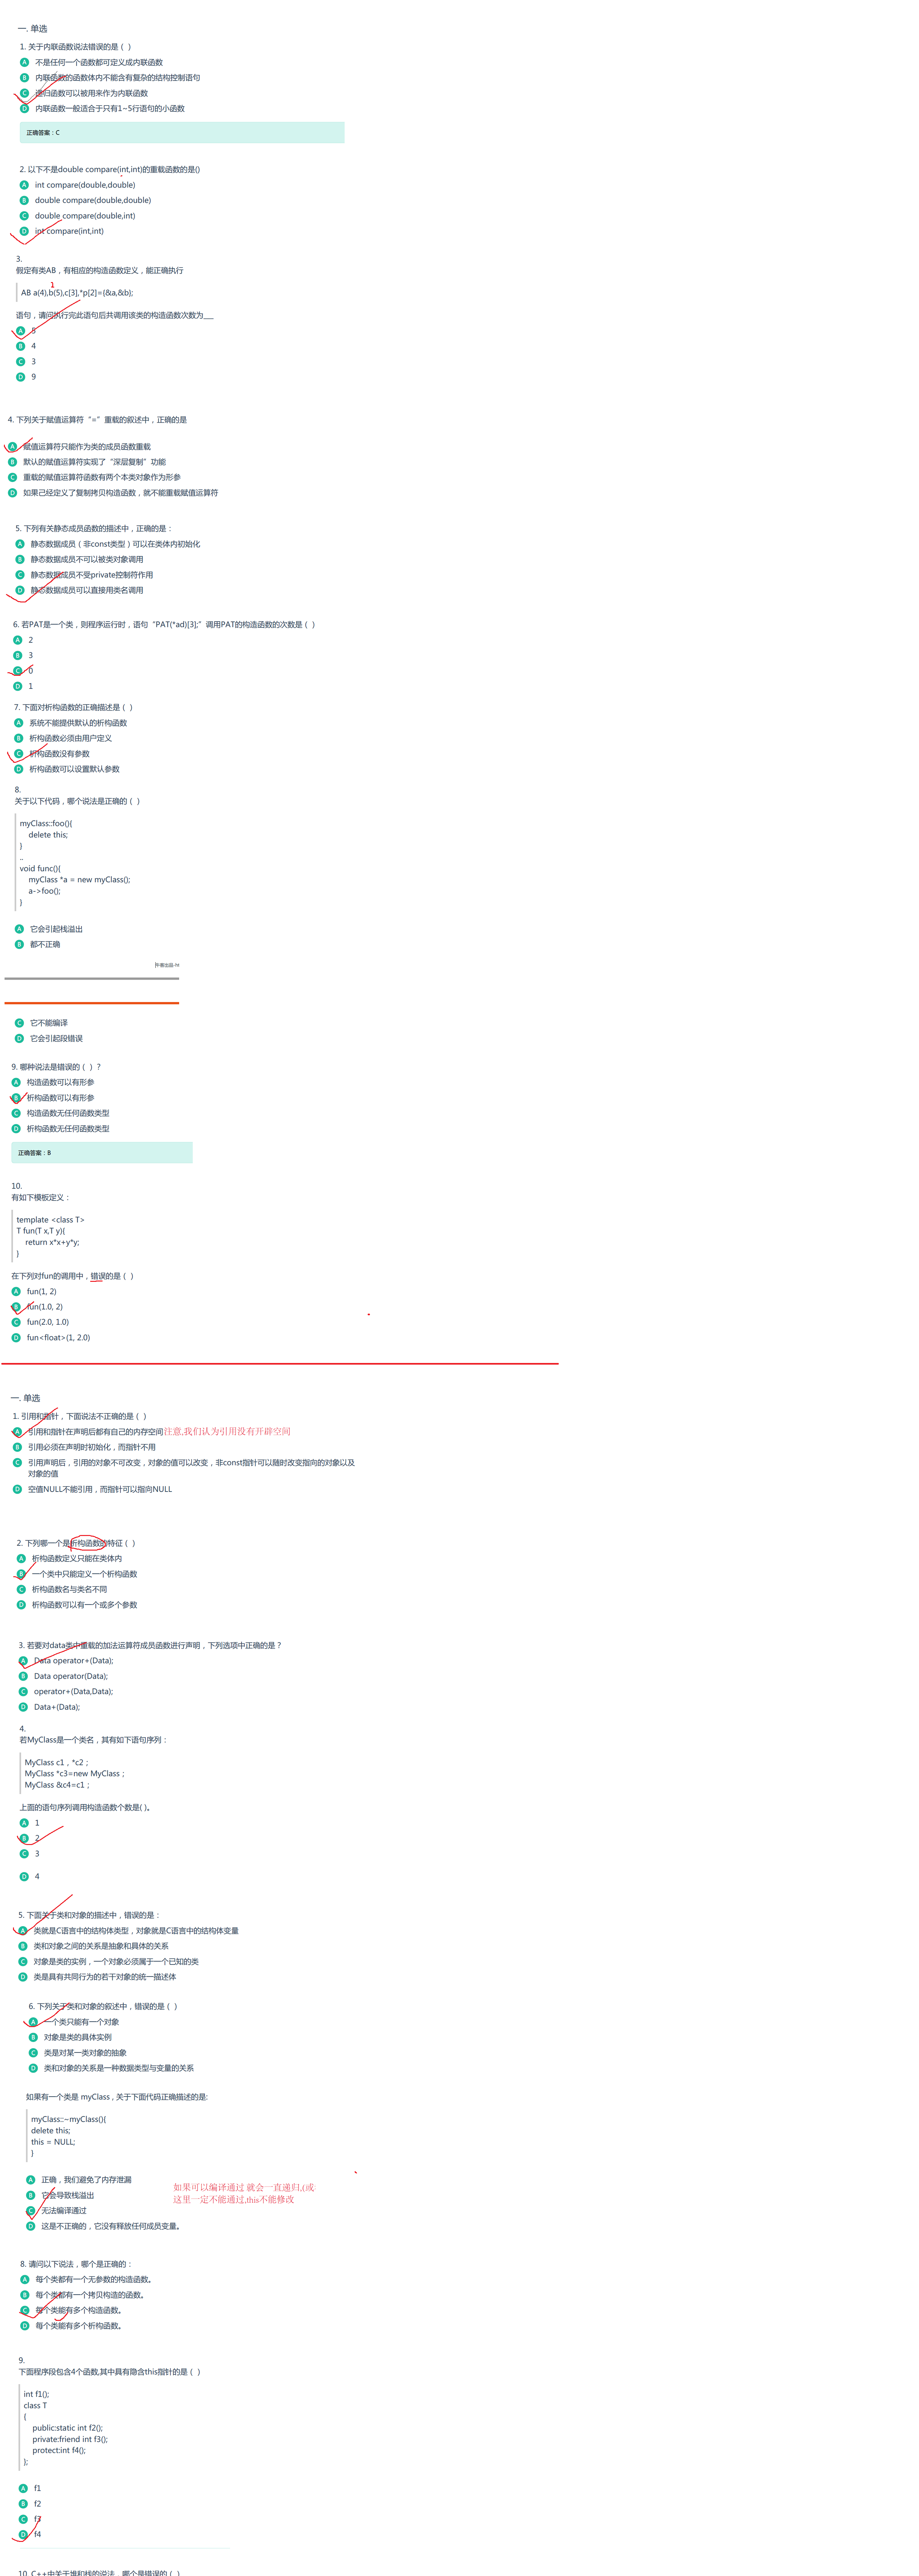 一. 单选
1. 关于内联函数说法错误的是（ ）
A 不是任何一个函数都可定义成内联函数
B 内联函数的函数体内不能含有复杂的结构控制语句
C 递归函数可以被用来作为内联函数
D 内联函数一般适合于只有1~5行语句的小函数
正确答案：C
2. 以下不是double compare(int,int)的重载函数的是()
A int compare(double,double)
B double compare(double,double)
C double compare(double,int)
D int compare(int,int)
3.
假定有类AB，有相应的构造函数定义，能正确执行
1
AB a(4),b(5),c[3],*p[2]={&a,&b};
语句，请问执行完此语句后共调用该类的构造函数次数为___
A 5
B 4
C 3
D 9
4. 下列关于赋值运算符“=”重载的叙述中，正确的是
A 赋值运算符只能作为类的成员函数重载
B 默认的赋值运算符实现了“深层复制”功能
C 重载的赋值运算符函数有两个本类对象作为形参
D 如果己经定义了复制拷贝构造函数，就不能重载赋值运算符
5. 下列有关静态成员函数的描述中，正确的是：
A 静态数据成员（非const类型）可以在类体内初始化
B 静态数据成员不可以被类对象调用
C 静态数据成员不受private控制符作用
D 静态数据成员可以直接用类名调用
6. 若PAT是一个类，则程序运行时，语句“PAT(*ad)[3];”调用PAT的构造函数的次数是（ ）
A 2
B 3
C 0
D 1
7. 下面对析构函数的正确描述是（ ）
A 系统不能提供默认的析构函数
B 析构函数必须由用户定义
C 析构函数没有参数
D 析构函数可以设置默认参数
8.
关于以下代码，哪个说法是正确的（ ）
myClass::foo(){
delete this;
}
..
void func(){
myClass *a = new myClass();
a->foo();
}
A 它会引起栈溢出
B 都不正确
牛客出品-ht
C 它不能编译
D 它会引起段错误
9. 哪种说法是错误的（ ）?
A 构造函数可以有形参
B 析构函数可以有形参
C 构造函数无任何函数类型
D 析构函数无任何函数类型
正确答案：B
10.
有如下模板定义：
template <class T>
T fun(T x,T y){
return x*x+y*y;
}
在下列对fun的调用中，错误的是（ ）
A fun(1, 2)
B fun(1.0, 2)
C fun(2.0, 1.0)
D fun<float>(1, 2.0)
一. 单选
1. 引用和指针，下面说法不正确的是（ ）
A 引用和指针在声明后都有自己的内存空间 注意,我们认为引用没有开辟空间
B 引用必须在声明时初始化，而指针不用
C 引用声明后，引用的对象不可改变，对象的值可以改变，非const指针可以随时改变指向的对象以及
对象的值
D 空值NULL不能引用，而指针可以指向NULL
2. 下列哪一个是析构函数的特征（ ）
A 析构函数定义只能在类体内
B 一个类中只能定义一个析构函数
C 析构函数名与类名不同
D 析构函数可以有一个或多个参数
3. 若要对data类中重载的加法运算符成员函数进行声明，下列选项中正确的是？
A Data operator+(Data);
B Data operator(Data);
C operator+(Data,Data);
D Data+(Data);
4.
若MyClass是一个类名，其有如下语句序列：
MyClass c1，*c2；
MyClass *c3=new MyClass；
MyClass &c4=c1；
上面的语句序列调用构造函数个数是( )。
A 1
B 2
C 3
D 4
5. 下面关于类和对象的描述中，错误的是：
A 类就是C语言中的结构体类型，对象就是C语言中的结构体变量
B 类和对象之间的关系是抽象和具体的关系
C 对象是类的实例，一个对象必须属于一个已知的类
D 类是具有共同行为的若干对象的统一描述体
6. 下列关于类和对象的叙述中，错误的是（ ）
A 一个类只能有一个对象
B 对象是类的具体实例
C 类是对某一类对象的抽象
D 类和对象的关系是一种数据类型与变量的关系
如果有一个类是 myClass , 关于下面代码正确描述的是:
myClass::~myClass(){
delete this;
this = NULL;
}
A 正确，我们避免了内存泄漏
B 它会导致栈溢出
C 无法编译通过
D 这是不正确的，它没有释放任何成员变量。
如果可以编译通过 就会一直递归,(或
这里一定不能通过,this不能修改
8. 请问以下说法，哪个是正确的：
A 每个类都有一个无参数的构造函数。
B 每个类都有一个拷贝构造的函数。
C 每个类能有多个构造函数。
D 每个类能有多个析构函数。
9.
下面程序段包含4个函数,其中具有隐含this指针的是（ ）
int f1();
class T
{
public:static int f2();
private:friend int f3();
protect:int f4();
};
A f1
B f2
C f3
D f4
10. C++中关于堆和栈的说法，哪个是错误的（ ）